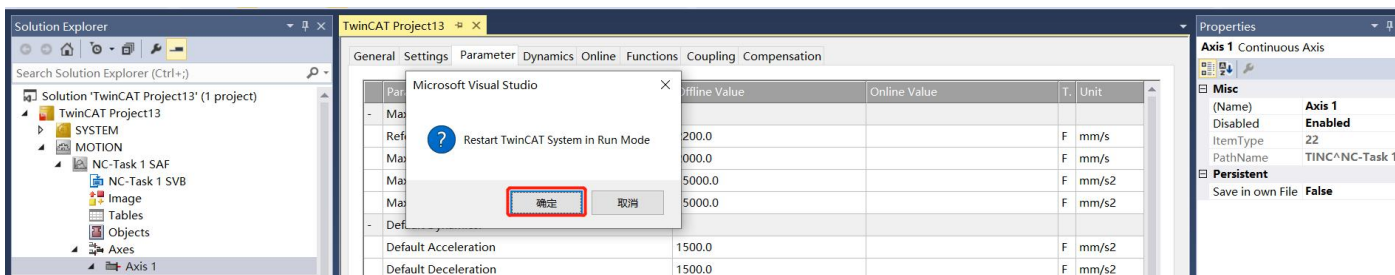 Solution Explorer
Search Solution Explorer (Ctrl+;)
Solution 'TwinCAT Project13' (1 project)
TwinCAT Project13
SYSTEM
MOTION
NC-Task 1 SAF
NC-Task 1 SVB
Image
Tables
Objects
Axes
Axis 1
TwinCAT Project13
General Settings Parameter Dynamics Online Functions Coupling Compensation
Offline Value Online Value T. Unit
Microsoft Visual Studio
Restart TwinCAT System in Run Mode
确定 取消
200.0 F mm/s
000.0 F mm/s
5000.0 F mm/s2
5000.0 F mm/s2
Default Acceleration 1500.0 F mm/s2
Default Deceleration 1500.0 F mm/s2
Properties
Axis 1 Continuous Axis
Misc
(Name) Axis 1
Disabled Enabled
ItemType 22
PathName TINC^NC-Task 1
Persistent
Save in own File False